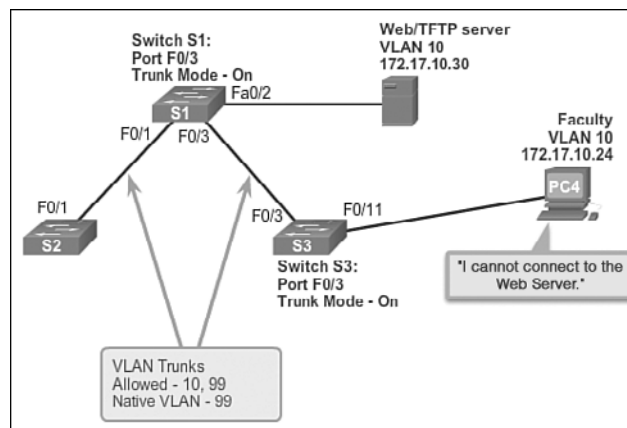 Switch S1:
Port F0/3
Trunk Mode - On
Web/TFTP server
VLAN 10
172.17.10.30
Fa0/2
S1
F0/1
F0/3
Faculty
VLAN 10
172.17.10.24
PC4
F0/1
S2
F0/3
F0/11
S3
Switch S3:
Port F0/3
Trunk Mode - On
"I cannot connect to the
Web Server."
VLAN Trunks
Allowed - 10, 99
Native VLAN - 99